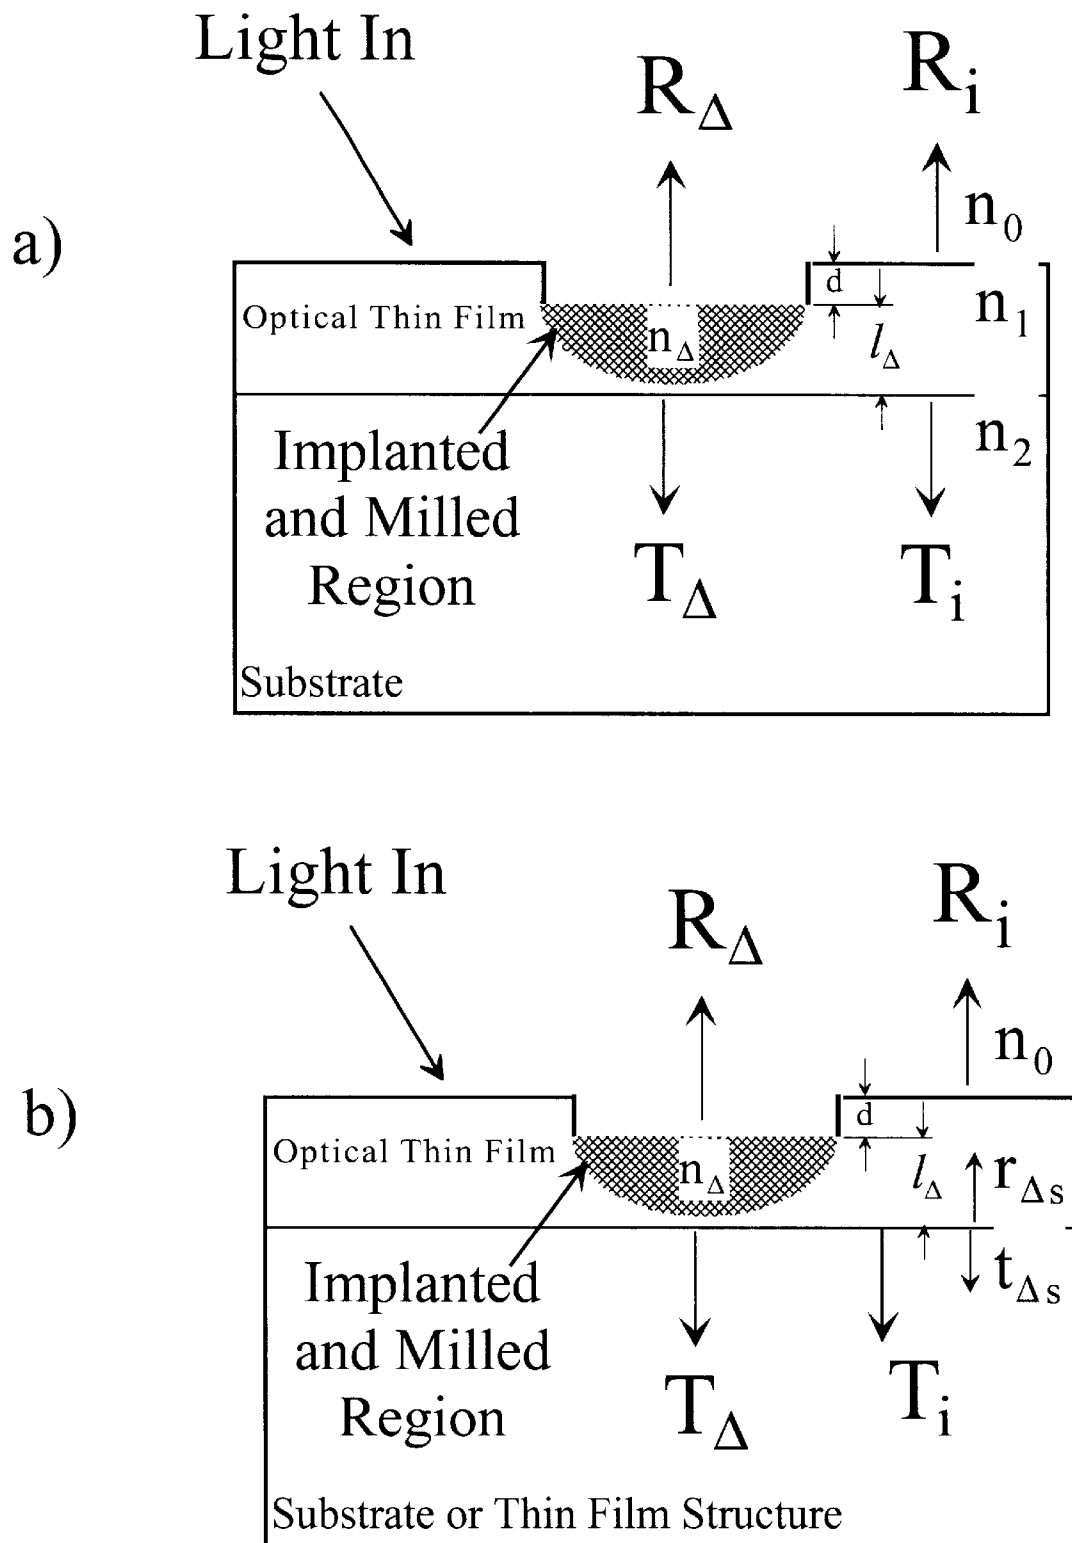 a)
Light In
R_Δ
R_i
n_0
d
Optical Thin Film
n_Δ
l_Δ
n_1
n_2
Implanted
and Milled
Region
T_Δ
T_i
Substrate
b)
Light In
R_Δ
R_i
n_0
d
Optical Thin Film
n_Δ
l_Δ
r_Δs
t_Δs
Implanted
and Milled
Region
T_Δ
T_i
Substrate or Thin Film Structure